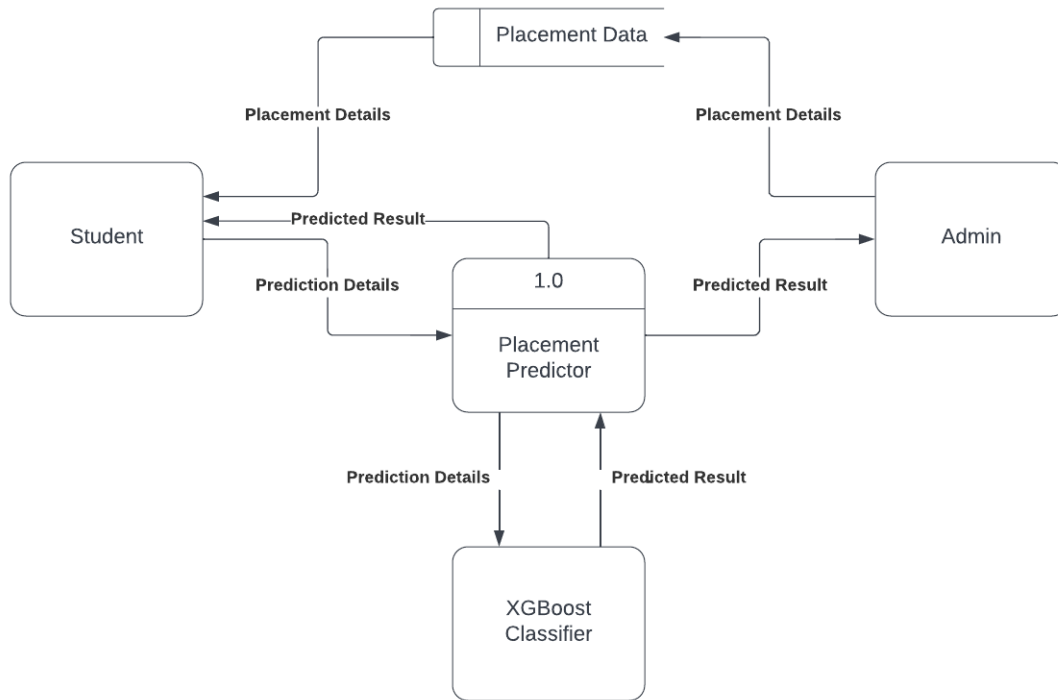 Placement Data
Placement Details
Placement Details
Student
Predicted Result
Admin
Prediction Details
1.0
Predicted Result
Placement
Predictor
Prediction Details
Predicted Result
XGBoost
Classifier